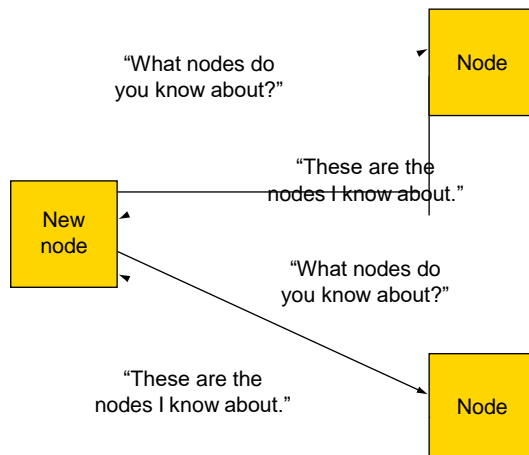 “What nodes do
you know about?”
Node
“These are the
nodes I know about.”
New
node
“What nodes do
you know about?”
“These are the
nodes I know about.”
Node